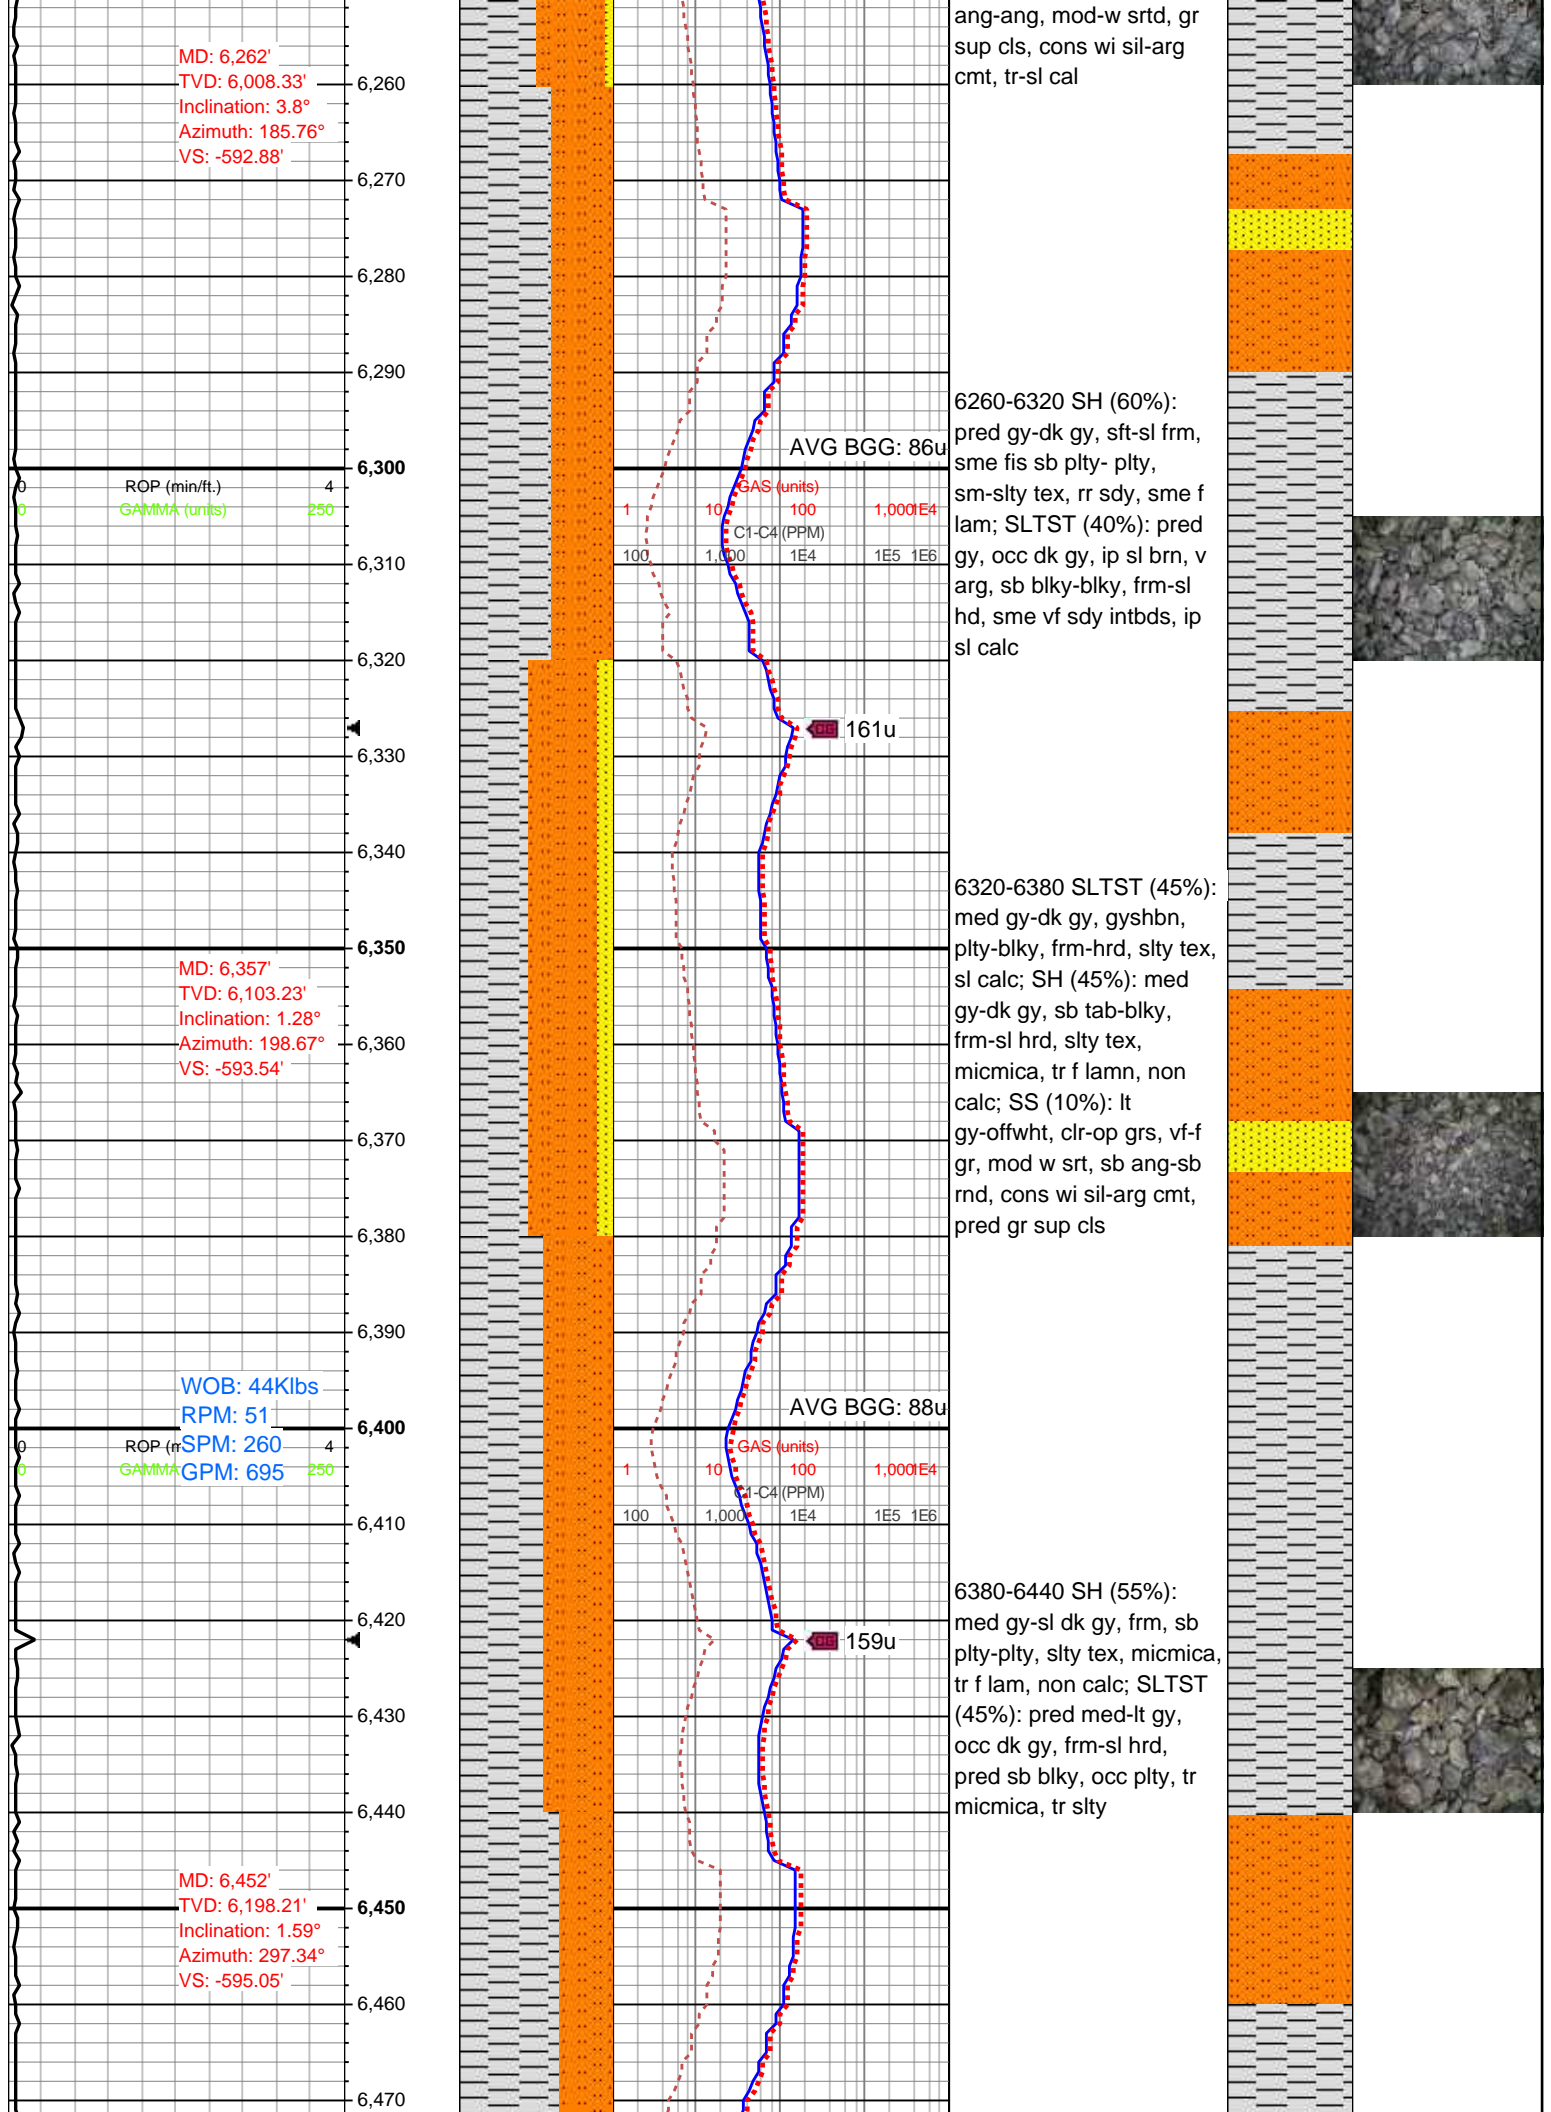 ang-ang, mod-w srtd, gr
sup cls, cons wi sil-arg
cmt, tr-sl cal
MD: 6,262'
TVD: 6,008.33'
Inclination: 3.8°
Azimuth: 185.76°
VS: -592.88'
6,260
6,270
6,280
6,290
6260-6320 SH (60%):
pred gy-dk gy, sft-sl frm,
sme fis sb plty- plty,
sm-slty tex, rr sdy, sme f
lam; SLTST (40%): pred
gy, occ dk gy, ip sl brn, v
arg, sb blky-blky, frm-sl
hd, sme vf sdy intbds, ip
sl calc
AVG BGG: 86u
6,300
0 ROP (min/ft.) 4
0 GAMMA (units) 250
GAS (units)
1 10 100 1,000 1E4
C1-C4 (PPM)
100 1,000 1E4 1E5 1E6
6,310
6,320
CG 161u
6,330
6,340
6320-6380 SLTST (45%):
med gy-dk gy, gyshbn,
plty-blky, frm-hrd, slty tex,
sl calc; SH (45%): med
gy-dk gy, sb tab-blky,
frm-sl hrd, slty tex,
micmica, tr f lamn, non
calc; SS (10%): lt
gy-offwht, clr-op grs, vf-f
gr, mod w srt, sb ang-sb
rnd, cons wi sil-arg cmt,
pred gr sup cls
6,350
MD: 6,357'
TVD: 6,103.23'
Inclination: 1.28°
Azimuth: 198.67°
VS: -593.54'
6,360
6,370
6,380
6,390
WOB: 44Klbs
RPM: 51
SPM: 260
GPM: 695
AVG BGG: 88u
6,400
0 ROP (m 4
0 GAMMA 250
GAS (units)
1 10 100 1,000 1E4
C1-C4 (PPM)
100 1,000 1E4 1E5 1E6
6,410
6380-6440 SH (55%):
med gy-sl dk gy, frm, sb
plty-plty, slty tex, micmica,
tr f lam, non calc; SLTST
(45%): pred med-lt gy,
occ dk gy, frm-sl hrd,
pred sb blky, occ plty, tr
micmica, tr slty
6,420
CG 159u
6,430
6,440
MD: 6,452'
TVD: 6,198.21'
Inclination: 1.59°
Azimuth: 297.34°
VS: -595.05'
6,450
6,460
6,470